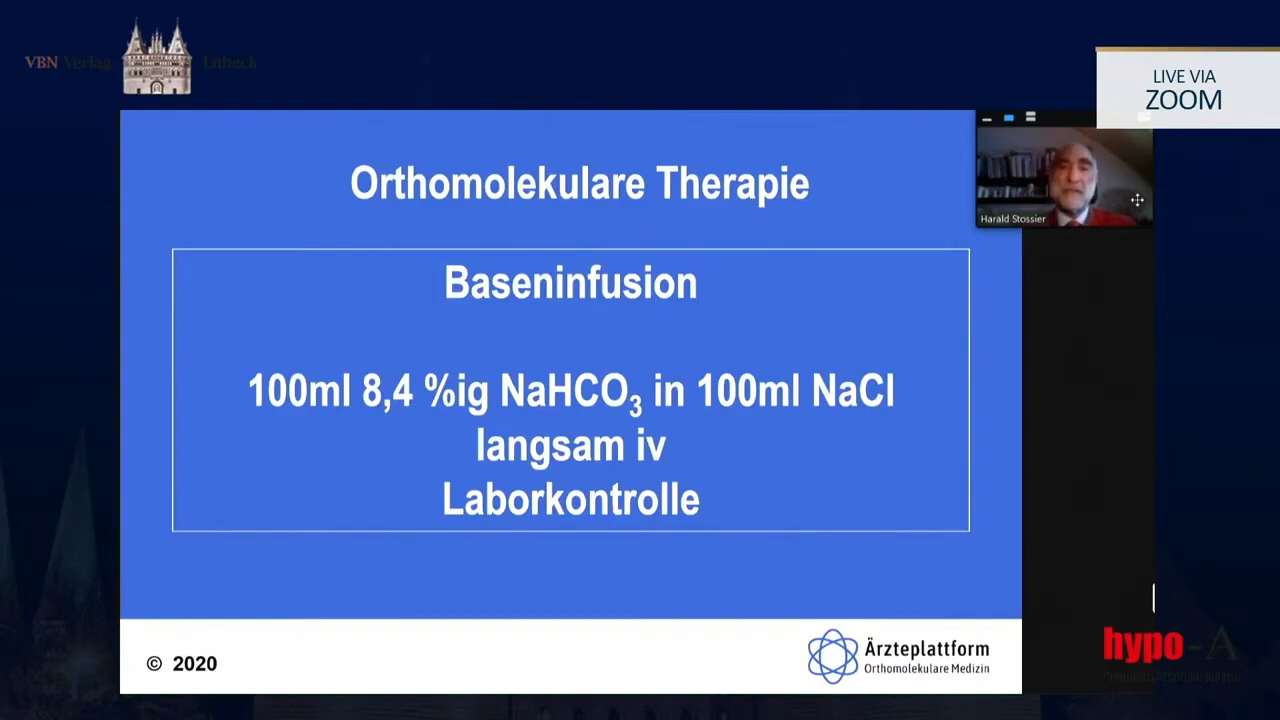 VBN Verlag Lübeck
LIVE VIA
ZOOM
Harald Stossier
Orthomolekulare Therapie
Baseninfusion
100ml 8,4 %ig NaHCO₃ in 100ml NaCl
langsam iv
Laborkontrolle
© 2020
Ärzteplattform
Orthomolekulare Medizin
hypo-A